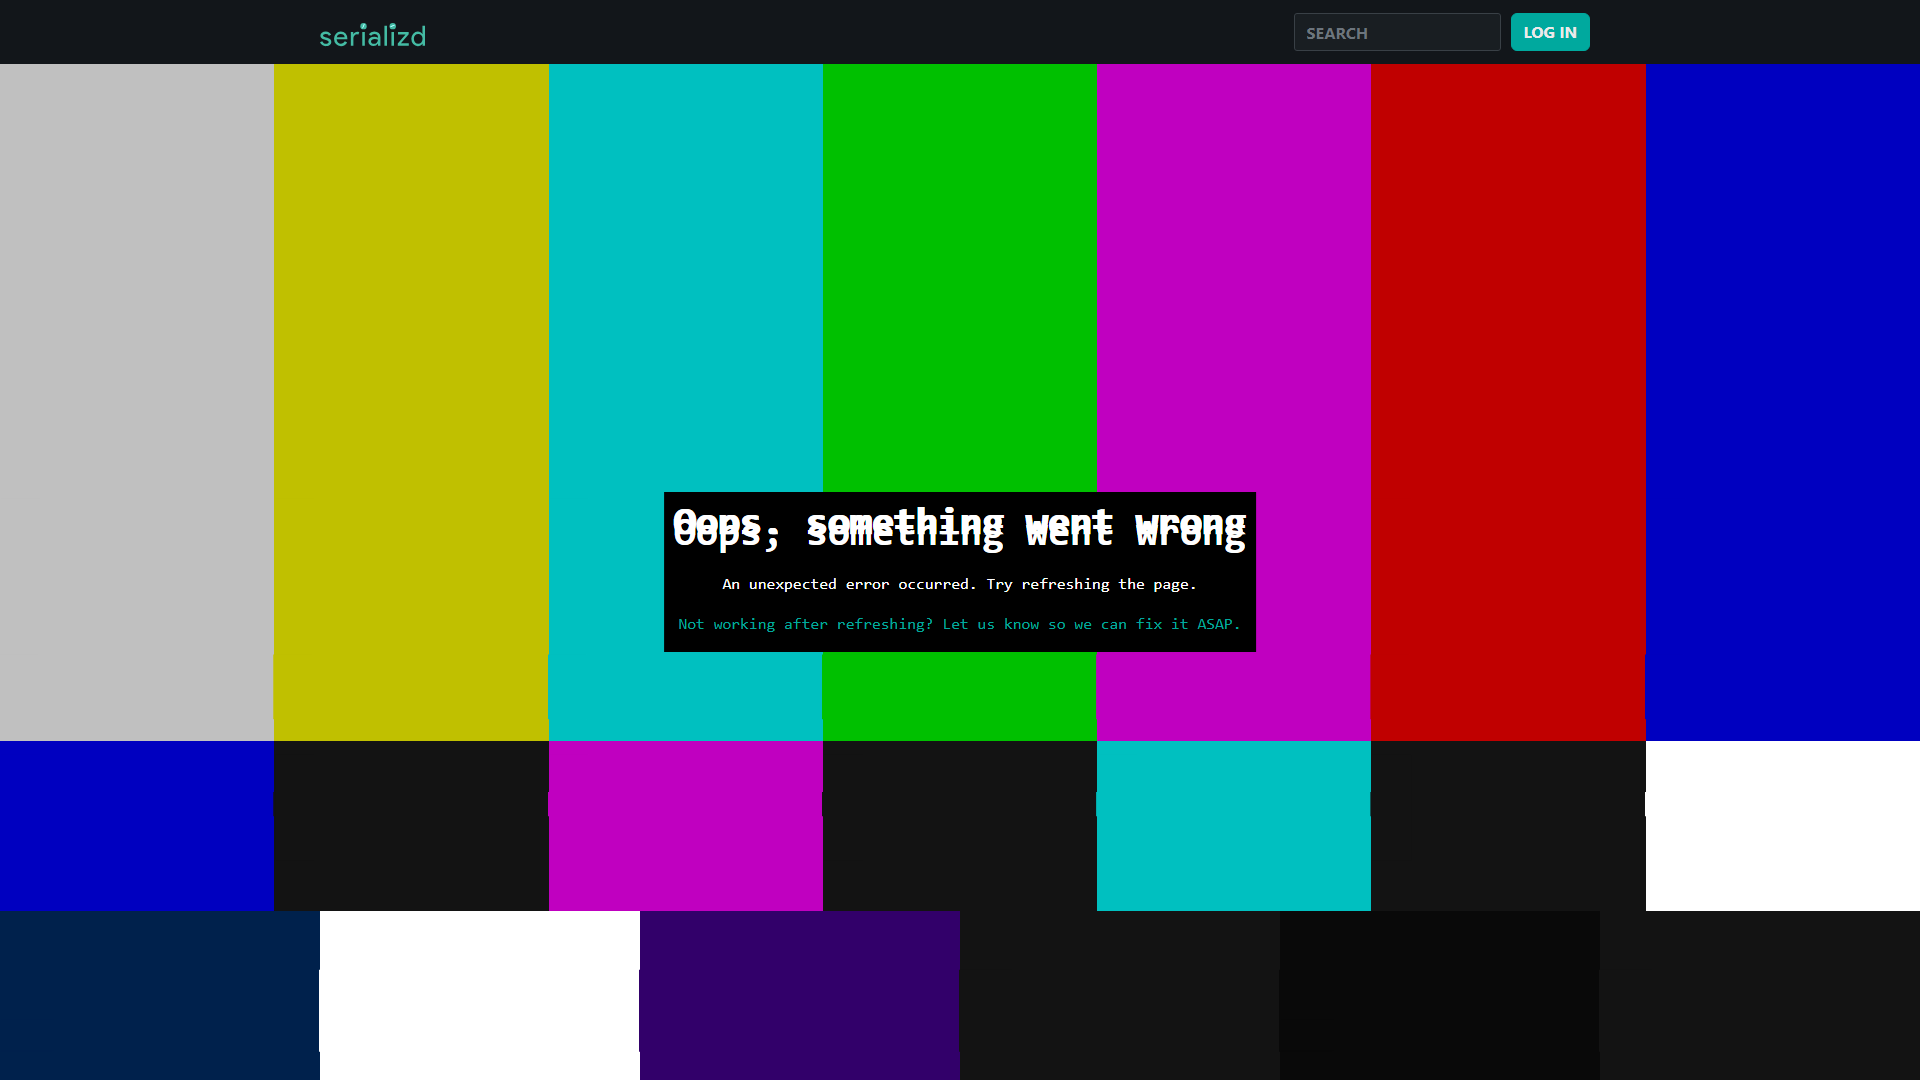 serializd
SEARCH
LOG IN
Oops, something went wrong
An unexpected error occurred. Try refreshing the page.
Not working after refreshing? Let us know so we can fix it ASAP.